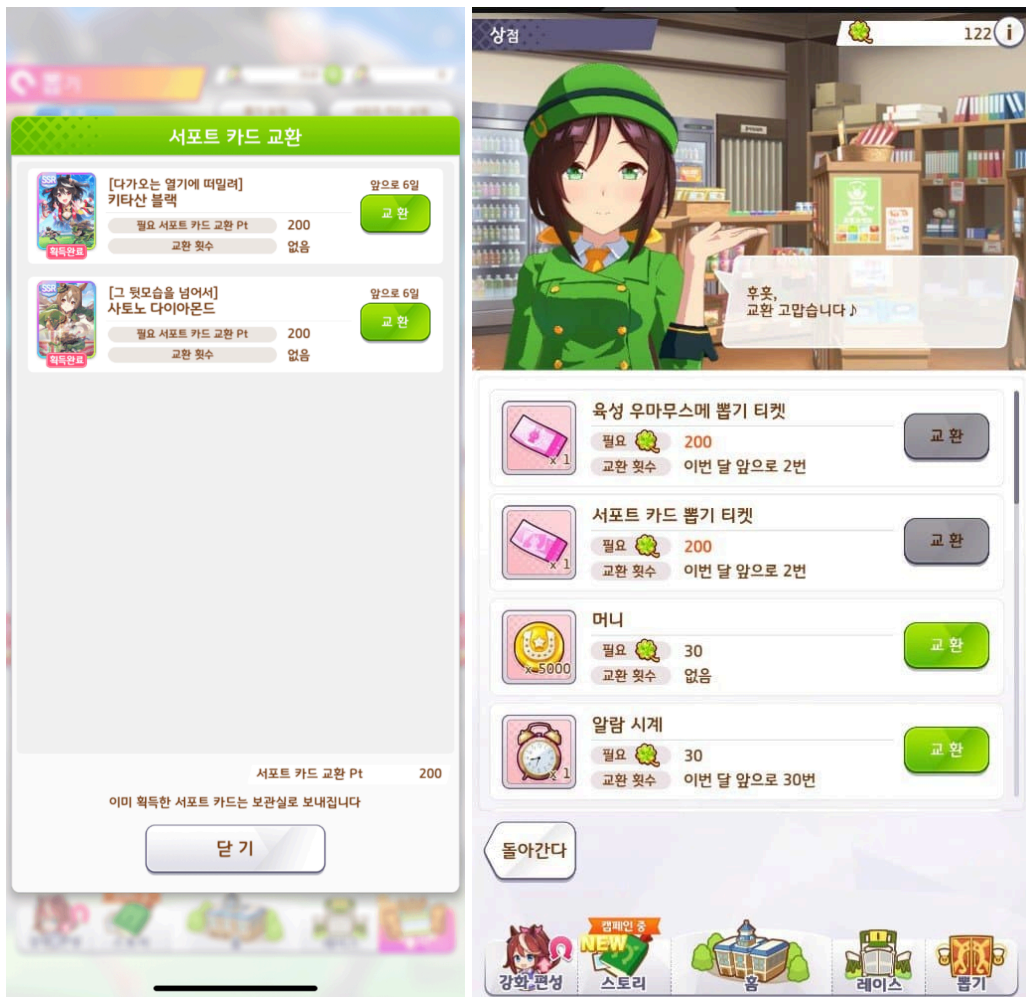 뽑기
서포트 카드 교환
SSR
획득완료
[다가오는 열기에 떠밀려]
키타산 블랙
앞으로 6일
필요 서포트 카드 교환 Pt 200
교환 횟수 없음
교환
SSR
획득완료
[그 뒷모습을 넘어서]
사토노 다이아몬드
앞으로 6일
필요 서포트 카드 교환 Pt 200
교환 횟수 없음
교환
서포트 카드 교환 Pt 200
이미 획득한 서포트 카드는 보관실로 보내집니다
닫기
상점
122
i
후훗,
교환 고맙습니다♪
육성 우마무스메 뽑기 티켓
x 1
필요 200
교환 횟수 이번 달 앞으로 2번
교환
서포트 카드 뽑기 티켓
x 1
필요 200
교환 횟수 이번 달 앞으로 2번
교환
머니
x 5000
필요 30
교환 횟수 없음
교환
알람 시계
x 1
필요 30
교환 횟수 이번 달 앞으로 30번
교환
돌아간다
캠페인 중
NEW
강화 편성
스토리
홈
레이스
뽑기